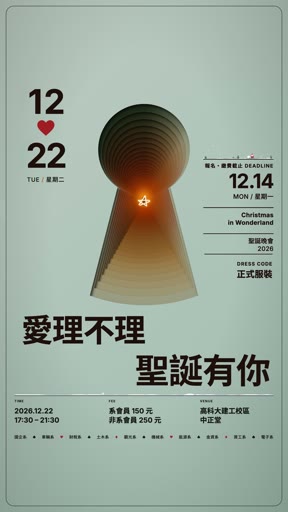 12
♥
22
TUE / 星期二
報名・繳費截止 DEADLINE
12.14
MON / 星期一
Christmas
in Wonderland
聖誕晚會
2026
DRESS CODE
正式服裝
愛理不理
聖誕有你
TIME
2026.12.22
17:30 – 21:30
FEE
系會員 150 元
非系會員 250 元
VENUE
高科大建工校區
中正堂